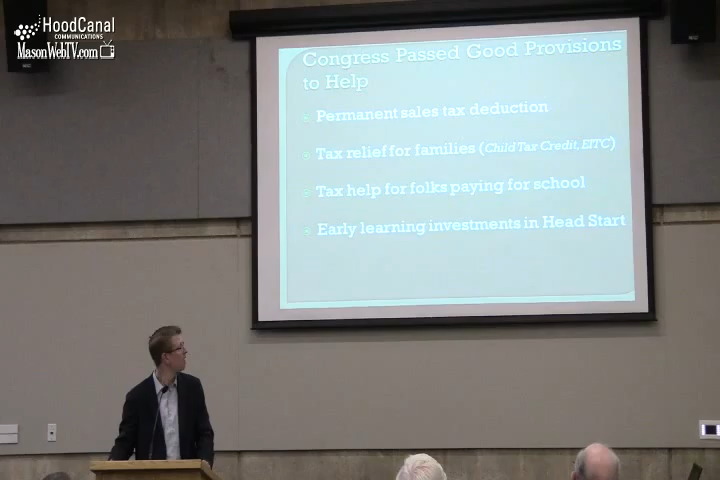 HoodCanal
COMMUNICATIONS
MasonWebTV.com
Congress Passed Good Provisions
to Help
Permanent sales tax deduction
Tax relief for families (Child Tax Credit, EITC)
Tax help for folks paying for school
Early learning investments in Head Start